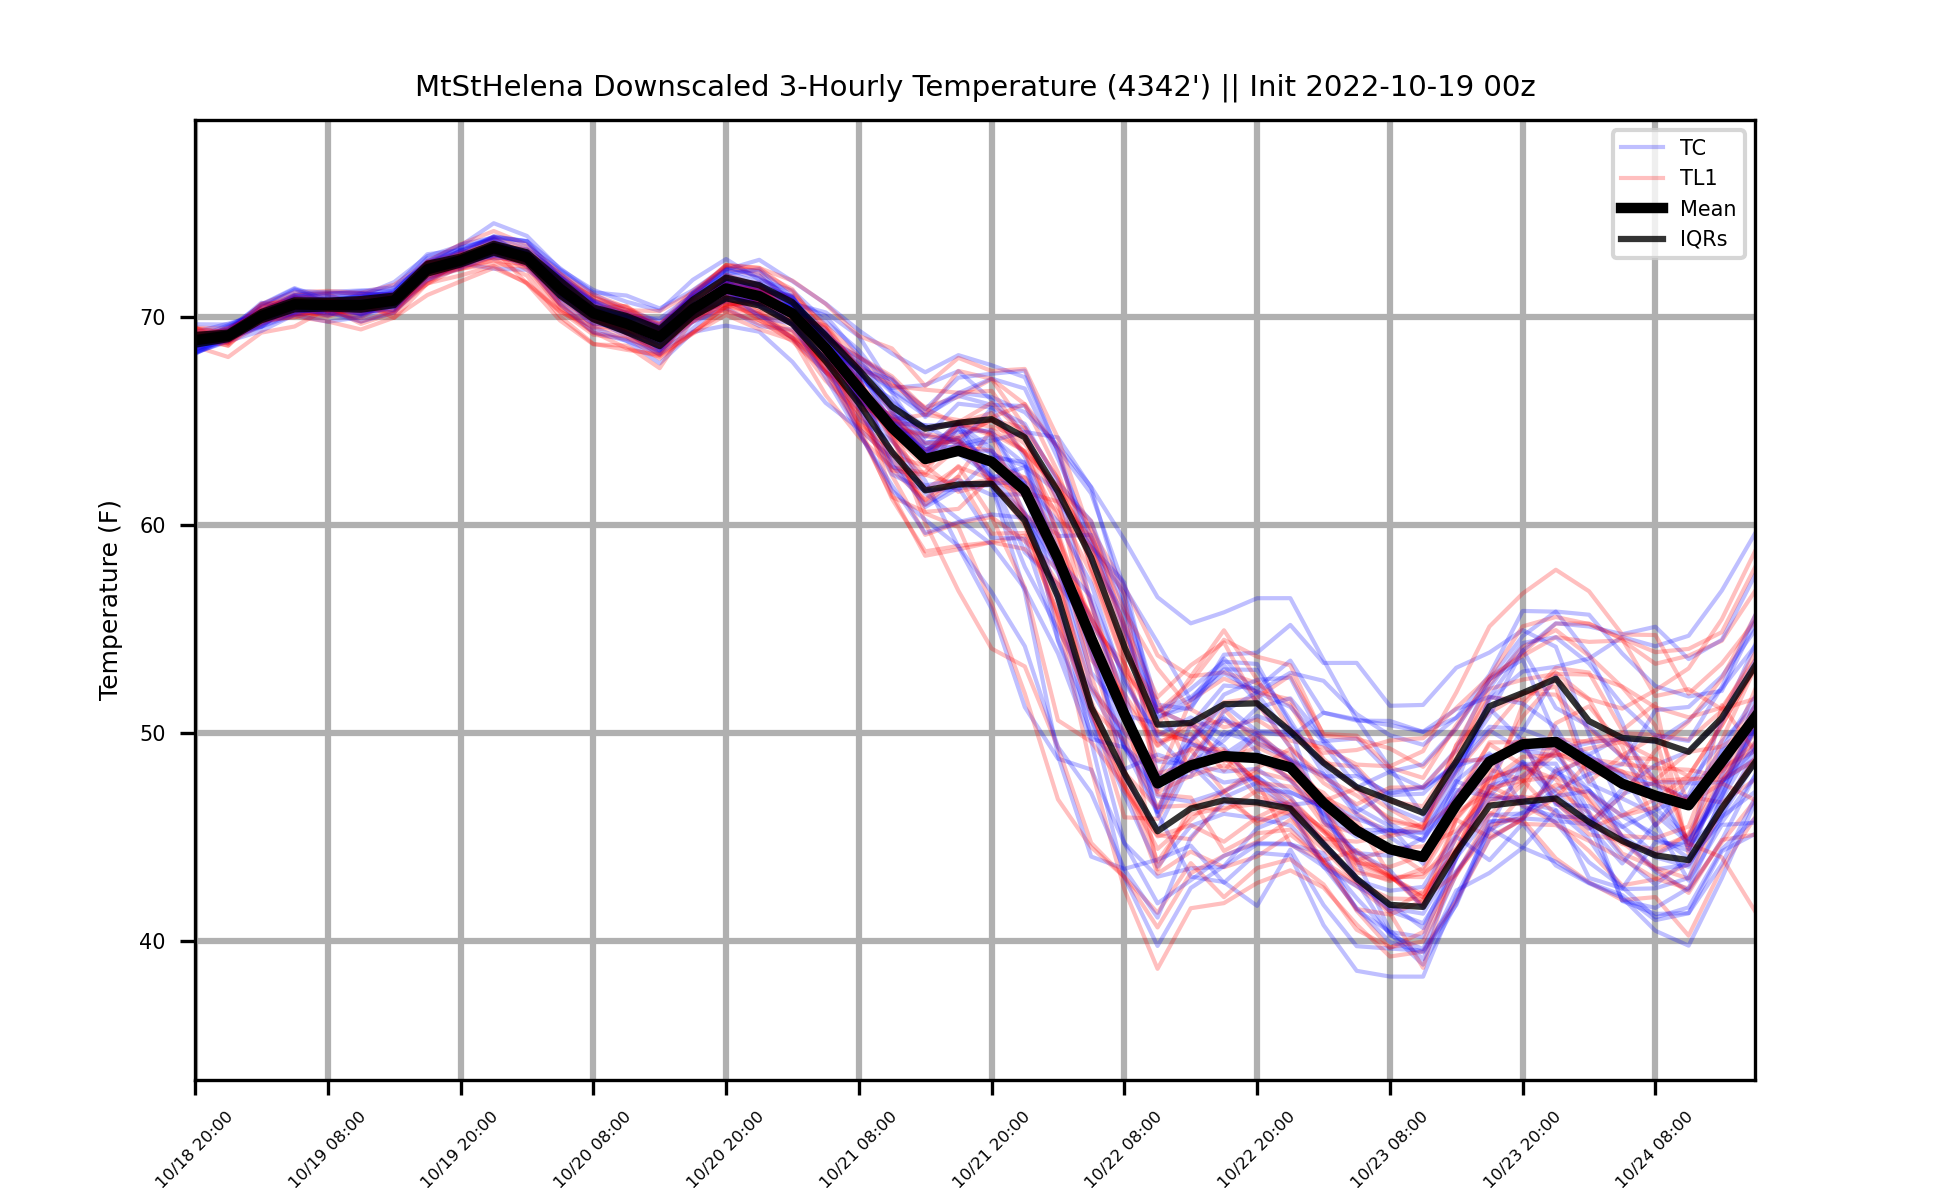 MtStHelena Downscaled 3-Hourly Temperature (4342') || Init 2022-10-19 00z
TC
TL1
Mean
IQRs
Temperature (F)
70
60
50
40
10/18 20:00
10/19 08:00
10/19 20:00
10/20 08:00
10/20 20:00
10/21 08:00
10/21 20:00
10/22 08:00
10/22 20:00
10/23 08:00
10/23 20:00
10/24 08:00